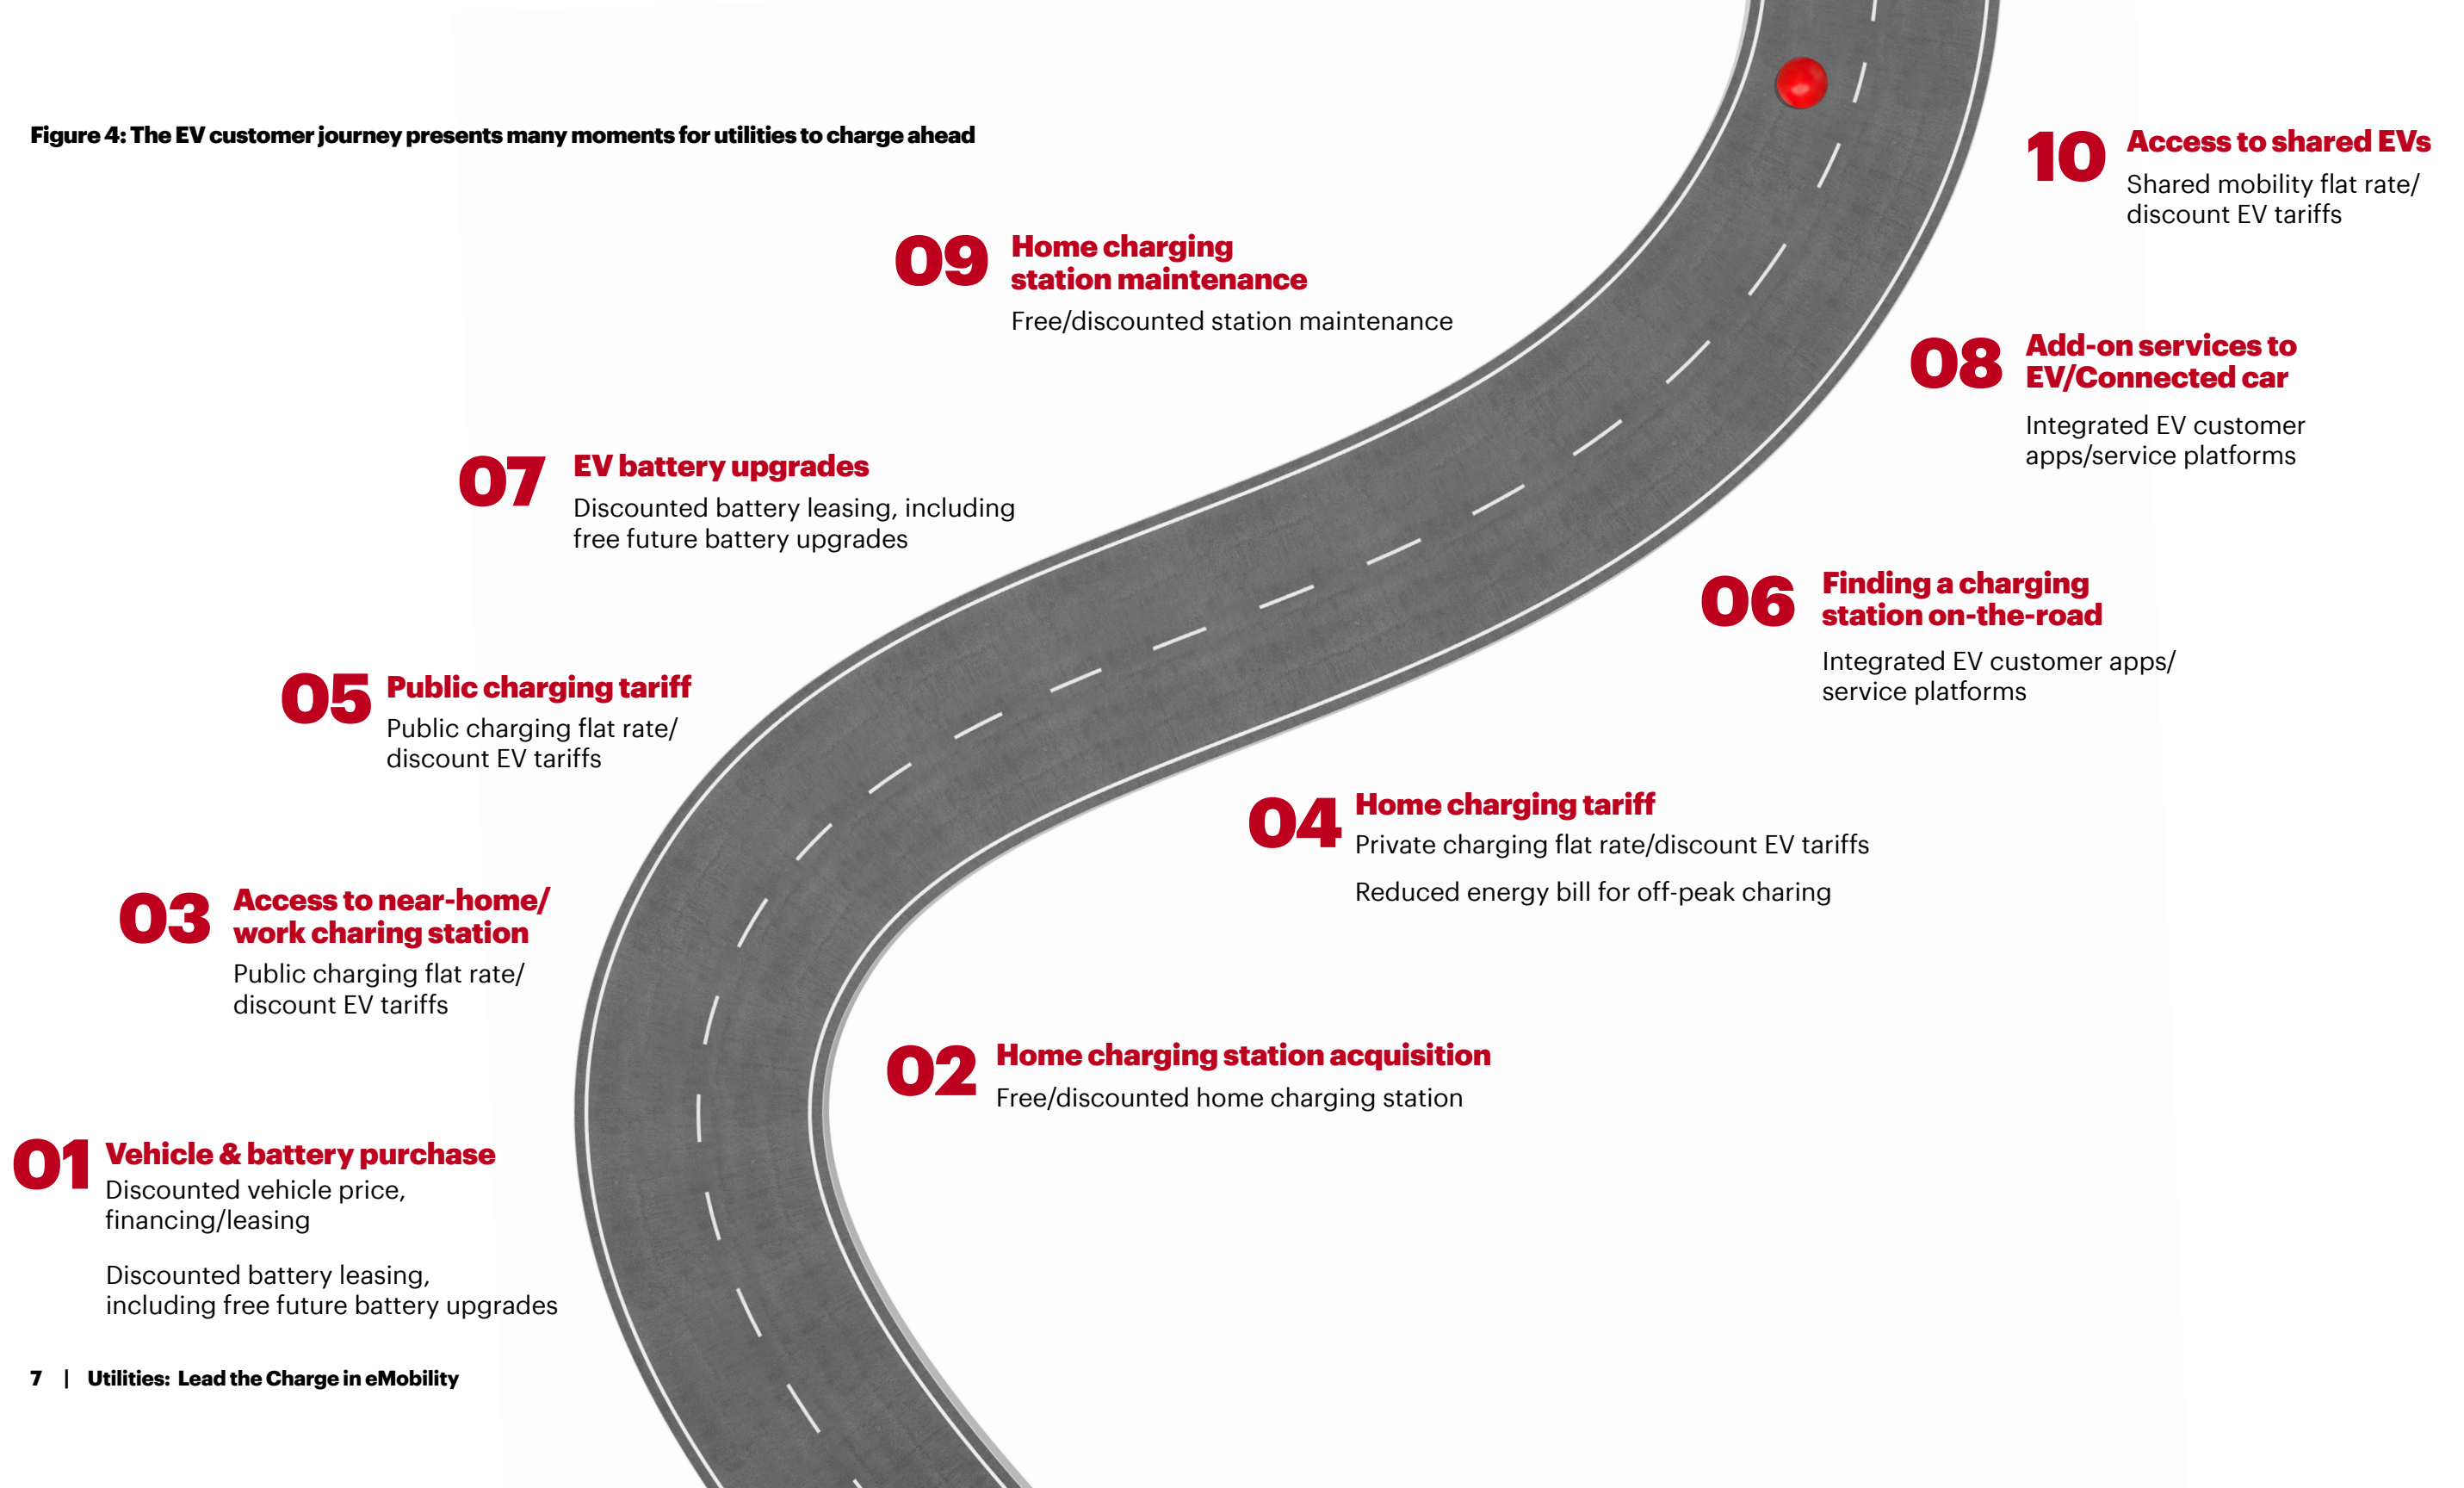 Figure 4: The EV customer journey presents many moments for utilities to charge ahead
10
Access to shared EVs
Shared mobility flat rate/
discount EV tariffs
09
Home charging
station maintenance
Free/discounted station maintenance
08
Add-on services to
EV/Connected car
Integrated EV customer
apps/service platforms
07
EV battery upgrades
Discounted battery leasing, including
free future battery upgrades
06
Finding a charging
station on-the-road
Integrated EV customer apps/
service platforms
05
Public charging tariff
Public charging flat rate/
discount EV tariffs
04
Home charging tariff
Private charging flat rate/discount EV tariffs
Reduced energy bill for off-peak charing
03
Access to near-home/
work charing station
Public charging flat rate/
discount EV tariffs
02
Home charging station acquisition
Free/discounted home charging station
01
Vehicle & battery purchase
Discounted vehicle price,
financing/leasing
Discounted battery leasing,
including free future battery upgrades
7 | Utilities: Lead the Charge in eMobility